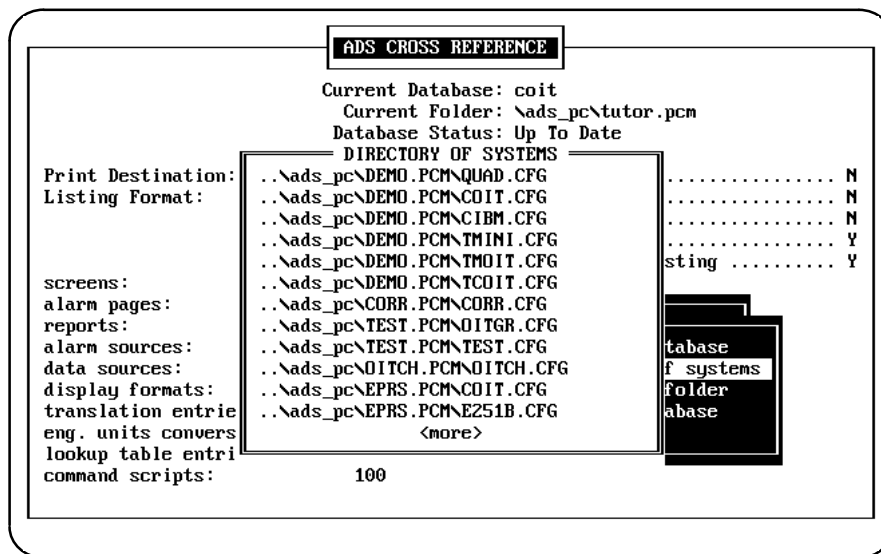 ADS CROSS REFERENCE
Current Database: coit
Current Folder: \ads_pc\tutor.pcm
Database Status: Up To Date
DIRECTORY OF SYSTEMS
Print Destination: ..\ads_pc\DEMO.PCM\QUAD.CFG ................ N
Listing Format: ..\ads_pc\DEMO.PCM\COIT.CFG ................ N
..\ads_pc\DEMO.PCM\CIBM.CFG ................ N
..\ads_pc\DEMO.PCM\TMINI.CFG ................ Y
..\ads_pc\DEMO.PCM\TMOIT.CFG sting .......... Y
screens: ..\ads_pc\DEMO.PCM\TCOIT.CFG
alarm pages: ..\ads_pc\CORR.PCM\CORR.CFG
reports: ..\ads_pc\TEST.PCM\OITGR.CFG
alarm sources: ..\ads_pc\TEST.PCM\TEST.CFG tabase
data sources: ..\ads_pc\OITCH.PCM\OITCH.CFG f systems
display formats: ..\ads_pc\EPRS.PCM\COIT.CFG folder
translation entrie ..\ads_pc\EPRS.PCM\E251B.CFG abase
eng. units convers <more>
lookup table entri
command scripts: 100